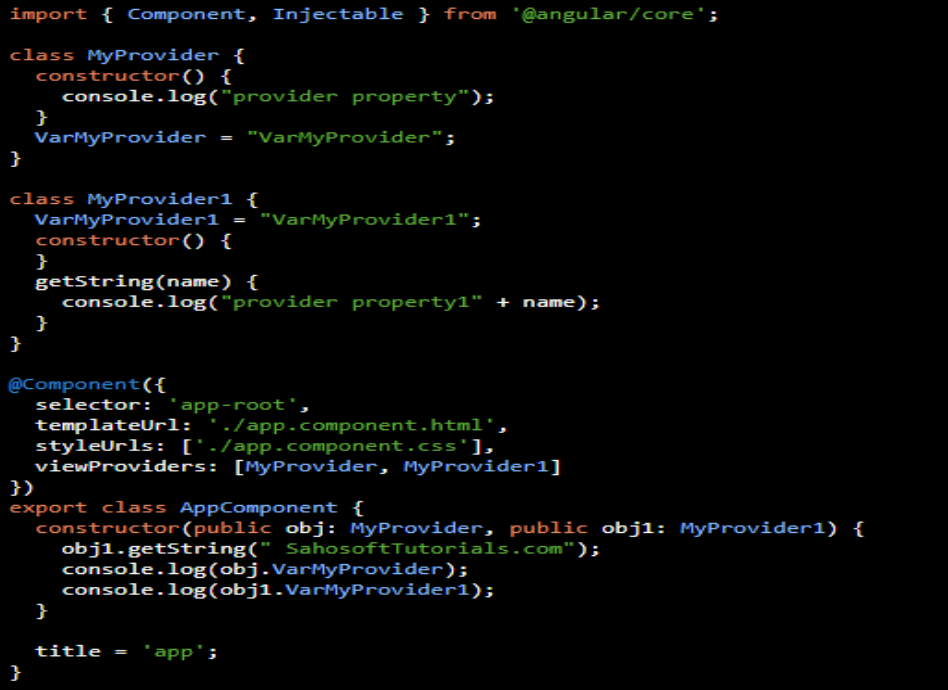 import { Component, Injectable } from '@angular/core';
class MyProvider {
constructor() {
console.log("provider property");
}
VarMyProvider = "VarMyProvider";
}
class MyProvider1 {
VarMyProvider1 = "VarMyProvider1";
constructor() {
}
getString(name) {
console.log("provider property1" + name);
}
}
@Component({
selector: 'app-root',
templateUrl: './app.component.html',
styleUrls: ['./app.component.css'],
viewProviders: [MyProvider, MyProvider1]
})
export class AppComponent {
constructor(public obj: MyProvider, public obj1: MyProvider1) {
obj1.getString(" SahosoftTutorials.com");
console.log(obj.VarMyProvider);
console.log(obj1.VarMyProvider1);
}
title = 'app';
}